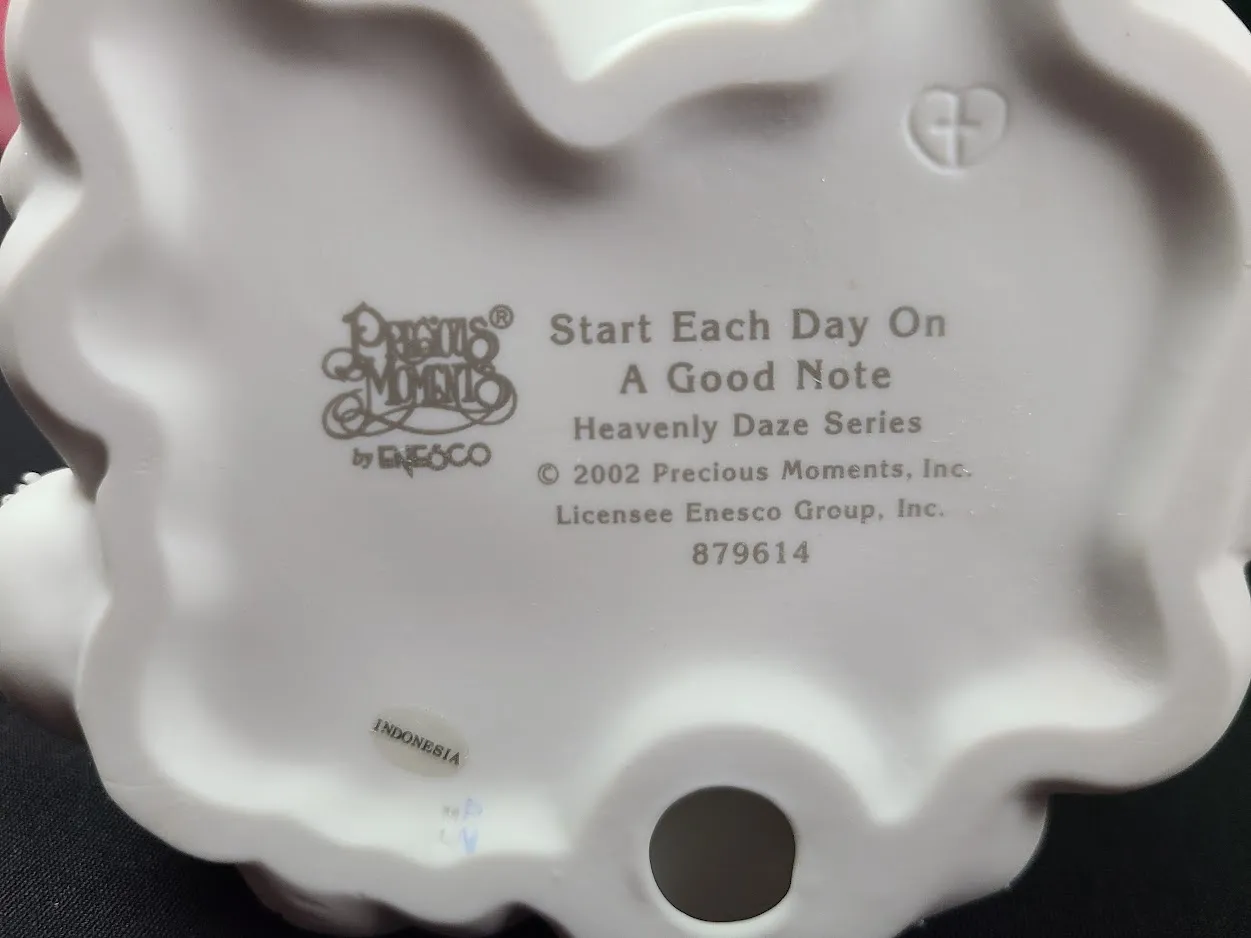 PRECIOUS®
MOMENTS
by ENESCO
Start Each Day On
A Good Note
Heavenly Daze Series
© 2002 Precious Moments, Inc.
Licensee Enesco Group, Inc.
879614
INDONESIA